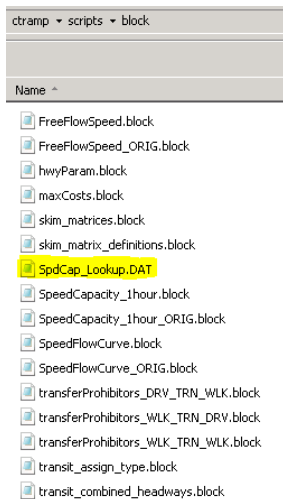 ctramp ▾ scripts ▾ block
Name
FreeFlowSpeed.block
FreeFlowSpeed_ORIG.block
hwyParam.block
maxCosts.block
skim_matrices.block
skim_matrix_definitions.block
SpdCap_Lookup.DAT
SpeedCapacity_1hour.block
SpeedCapacity_1hour_ORIG.block
SpeedFlowCurve.block
SpeedFlowCurve_ORIG.block
transferProhibitors_DRV_TRN_WLK.block
transferProhibitors_WLK_TRN_DRV.block
transferProhibitors_WLK_TRN_WLK.block
transit_assign_type.block
transit_combined_headways.block